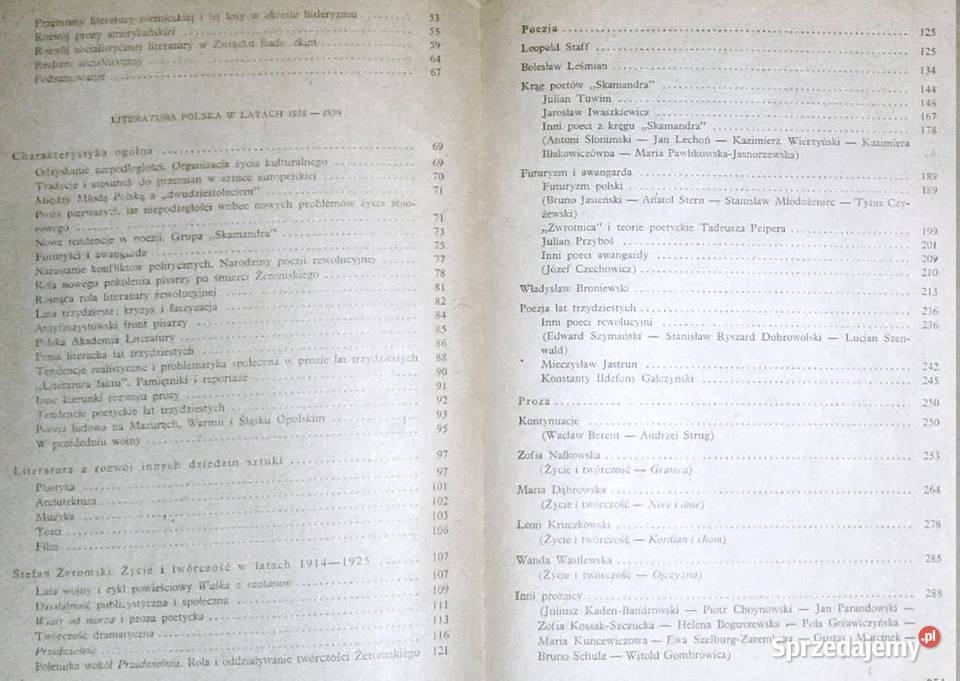 Przemiany literatury niemieckiej i jej losy w okresie hitleryzmu 53
Rozwój prozy amerykańskiej 55
Rozwój socjalistycznej literatury w Związku Radzieckim 59
Realizm socjalistyczny 64
Podsumowanie 67
LITERATURA POLSKA W LATACH 1918 — 1939
Charakterystyka ogólna 69
Odzyskanie niepodległości. Organizacja życia kulturalnego 69
Tradycje i stosunek do przemian w sztuce europejskiej 70
Między Młodą Polską a „dwudziestoleciem" 71
Proza pierwszych lat niepodległości wobec nowych problemów życia zbio-
rowego 71
Nowe tendencje w poezji. Grupa „Skamandra" 73
Futuryści i awangarda 75
Narastanie konfliktów politycznych. Narodziny poezji rewolucyjnej 77
Rola nowego pokolenia pisarzy po śmierci Żeromskiego 78
Rosnąca rola literatury rewolucyjnej 81
Lata trzydzieste: kryzys i faszyzacja 82
Antyfaszystowski front pisarzy 84
Polska Akademia Literatury 85
Prasa literacka lat trzydziestych 86
Tendencje realistyczne i problematyka społeczna w prozie lat trzydziestych 88
„Literatura faktu". Pamiętniki i reportaże 90
Inne kierunki rozwoju prozy 91
Tendencje poetyckie lat trzydziestych 92
Poezja ludowa na Mazurach, Warmii i Śląsku Opolskim 93
W przededniu wojny 95
Literatura a rozwój innych dziedzin sztuki 97
Plastyka 97
Architektura 101
Muzyka 102
Teatr 103
Film 106
Stefan Żeromski. Życie i twórczość w latach 1914—1925 107
Lata wojny i cykl powieściowy Walka z szatanem 107
Działalność publicystyczna i społeczna 109
Wiatr od morza i proza poetycka 111
Twórczość dramatyczna 113
Przedwiośnie 116
Polemika wokół Przedwiośnia. Rola i oddziaływanie twórczości Żeromskiego 121
Poezja 125
Leopold Staff 125
Bolesław Leśmian 134
Krąg poetów „Skamandra" 144
Julian Tuwim 146
Jarosław Iwaszkiewicz 167
Inni poeci z kręgu „Skamandra" 178
(Antoni Słonimski — Jan Lechoń — Kazimierz Wierzyński — Kazimiera
Iłłakowiczówna — Maria Pawlikowska-Jasnorzewska)
Futuryzm i awangarda 189
Futuryzm polski 189
(Bruno Jasieński — Anatol Stern — Stanisław Młodożeniec — Tytus Czy-
żewski)
„Zwrotnica" i teorie poetyckie Tadeusza Peipera 199
Julian Przyboś 201
Inni poeci awangardy 209
(Józef Czechowicz) 210
Władysław Broniewski 213
Poezja lat trzydziestych 236
Inni poeci rewolucyjni 236
(Edward Szymański — Stanisław Ryszard Dobrowolski — Lucjan Szen-
wald)
Mieczysław Jastrun 242
Konstanty Ildefons Gałczyński 245
Proza 250
Kontynuacje 250
(Wacław Berent — Andrzej Strug)
Zofia Nałkowska 253
(Życie i twórczość — Granica)
Maria Dąbrowska 264
(Życie i twórczość — Noce i dnie)
Leon Kruczkowski 278
(Życie i twórczość — Kordian i cham)
Wanda Wasilewska 285
(Życie i twórczość — Ojczyzna)
Inni prozaicy 288
(Juliusz Kaden-Bandrowski — Piotr Choynowski — Jan Parandowski —
Zofia Kossak-Szczucka — Helena Boguszewska — Pola Gojawiczyńska —
Maria Kuncewiczowa — Ewa Szelburg-Zarembina — Gustaw Morcinek —
Bruno Schulz — Witold Gombrowicz)
Sprzedajemy.pl